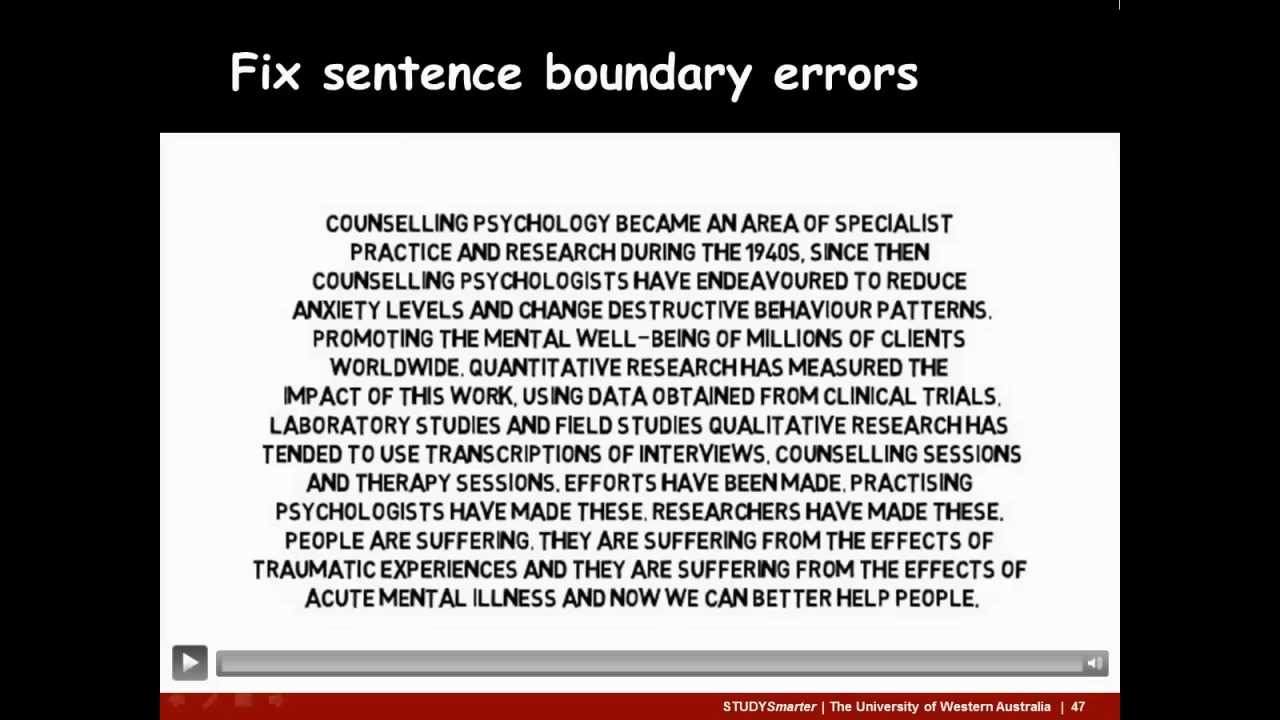 Fix sentence boundary errors
COUNSELLING PSYCHOLOGY BECAME AN AREA OF SPECIALIST
PRACTICE AND RESEARCH DURING THE 1940S, SINCE THEN
COUNSELLING PSYCHOLOGISTS HAVE ENDEAVOURED TO REDUCE
ANXIETY LEVELS AND CHANGE DESTRUCTIVE BEHAVIOUR PATTERNS.
PROMOTING THE MENTAL WELL-BEING OF MILLIONS OF CLIENTS
WORLDWIDE. QUANTITATIVE RESEARCH HAS MEASURED THE
IMPACT OF THIS WORK, USING DATA OBTAINED FROM CLINICAL TRIALS,
LABORATORY STUDIES AND FIELD STUDIES QUALITATIVE RESEARCH HAS
TENDED TO USE TRANSCRIPTIONS OF INTERVIEWS, COUNSELLING SESSIONS
AND THERAPY SESSIONS. EFFORTS HAVE BEEN MADE. PRACTISING
PSYCHOLOGISTS HAVE MADE THESE. RESEARCHERS HAVE MADE THESE.
PEOPLE ARE SUFFERING. THEY ARE SUFFERING FROM THE EFFECTS OF
TRAUMATIC EXPERIENCES AND THEY ARE SUFFERING FROM THE EFFECTS OF
ACUTE MENTAL ILLNESS AND NOW WE CAN BETTER HELP PEOPLE.
STUDYSmarter | The University of Western Australia | 47